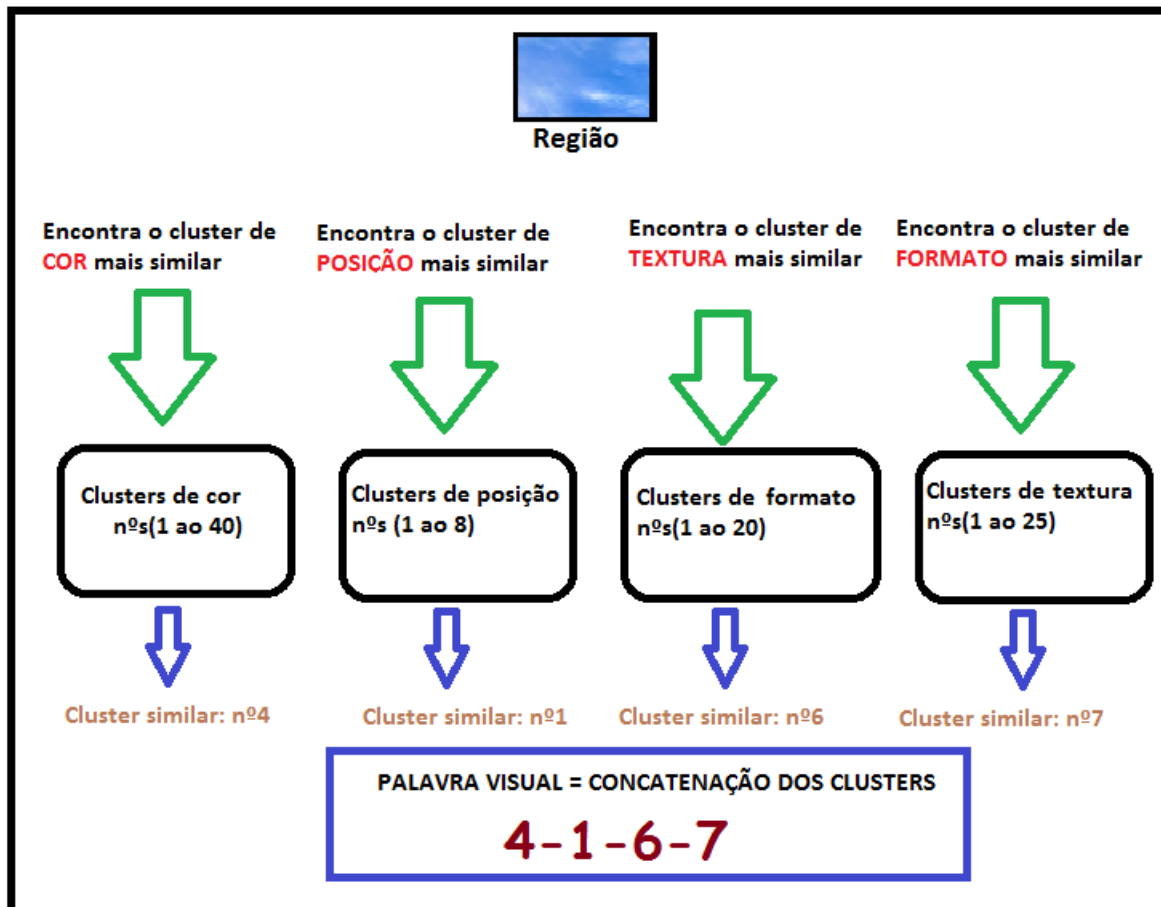 Região
Encontra o cluster de
COR mais similar
Encontra o cluster de
POSIÇÃO mais similar
Encontra o cluster de
TEXTURA mais similar
Encontra o cluster de
FORMATO mais similar
Clusters de cor
nºs(1 ao 40)
Clusters de posição
nºs (1 ao 8)
Clusters de formato
nºs(1 ao 20)
Clusters de textura
nºs(1 ao 25)
Cluster similar: nº4
Cluster similar: nº1
Cluster similar: nº6
Cluster similar: nº7
PALAVRA VISUAL = CONCATENAÇÃO DOS CLUSTERS
4-1-6-7